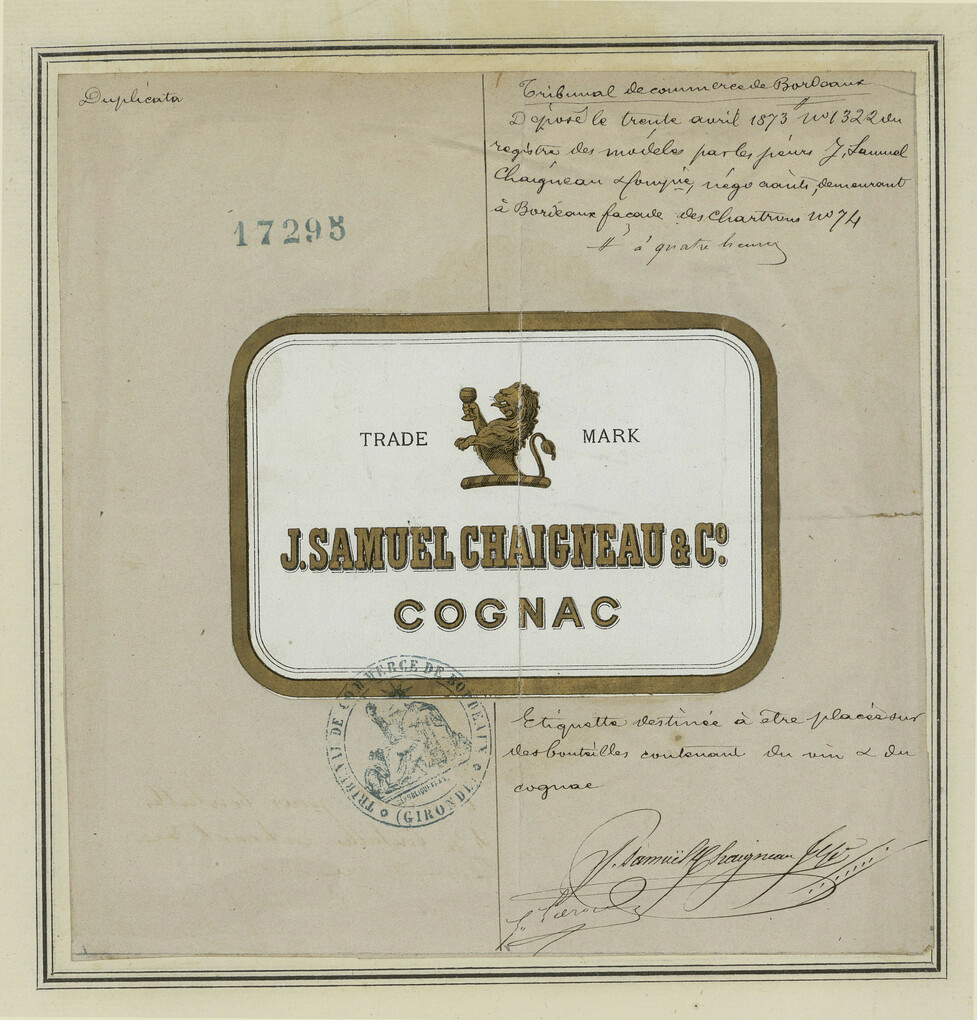 Duplicata
Tribunal de commerce de Bordeaux
Déposé le trente avril 1873 No 1322 du
registre des modèles par les sieurs J. Samuel
Chaigneau & Compie, négociants, demeurant
à Bordeaux façade des Chartrons No 74
à quatre heures
17295
TRADE MARK
J. SAMUEL CHAIGNEAU & Co.
COGNAC
TRIBUNAL DE COMMERCE DE BORDEAUX
(GIRONDE)
Etiquette destinée à être placée sur
des bouteilles contenant du vin & du
cognac
J. Samuel Chaigneau